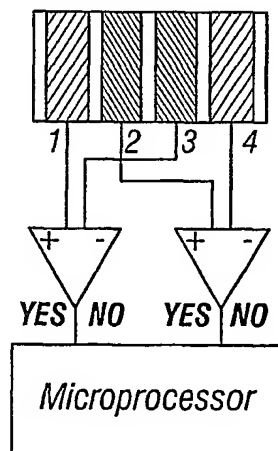 1 2 3 4
+ - + -
YES NO YES NO
Microprocessor